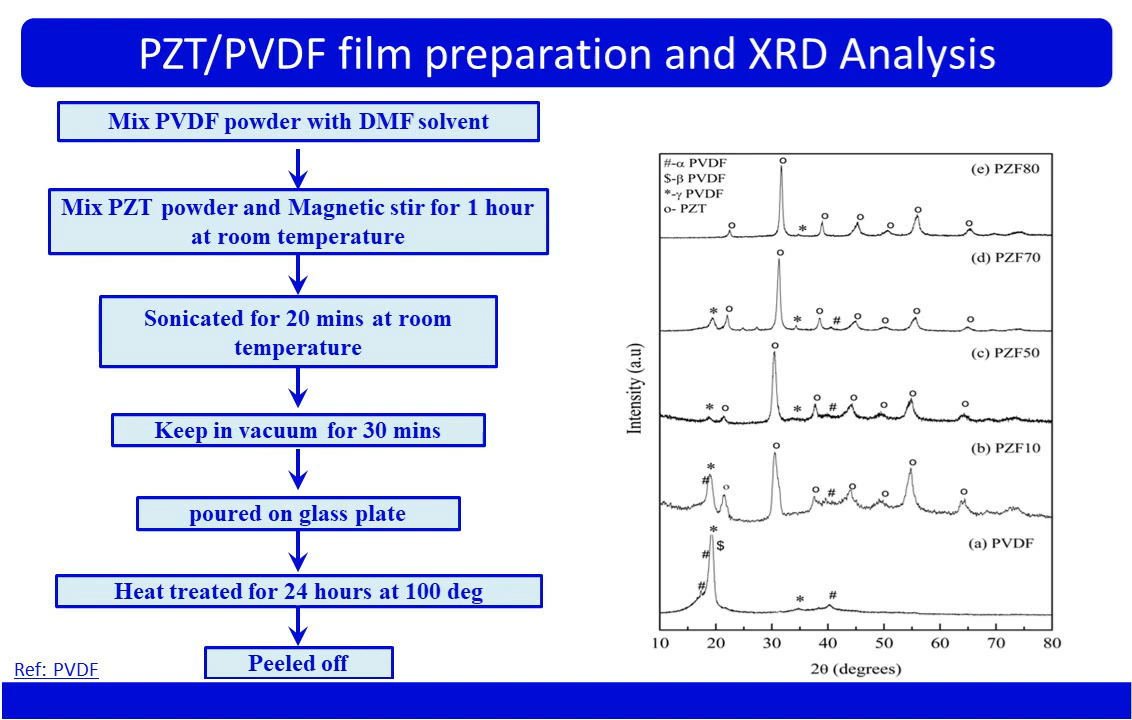 PZT/PVDF film preparation and XRD Analysis
Mix PVDF powder with DMF solvent
Mix PZT powder and Magnetic stir for 1 hour
at room temperature
Sonicated for 20 mins at room
temperature
Keep in vacuum for 30 mins
poured on glass plate
Heat treated for 24 hours at 100 deg
Peeled off
Ref: PVDF
#-α PVDF
$-β PVDF
*-γ PVDF
o- PZT
(e) PZF80
o
o
*
o
o
o
o
o
(d) PZF70
*
o
o
*
o
#
o
o
o
o
(c) PZF50
*
o
o
*
o
#
o
o
o
o
(b) PZF10
#
*
o
o
o
#
o
o
o
o
(a) PVDF
#
#
*
$
*
#
Intensity (a.u)
10 20 30 40 50 60 70 80
2θ (degrees)